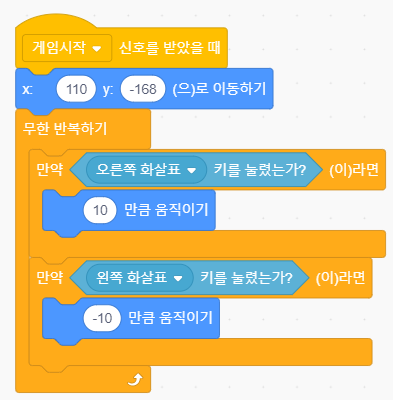 게임시작 신호를 받았을 때
x: 110 y: -168 (으)로 이동하기
무한 반복하기
만약 오른쪽 화살표 키를 눌렀는가? (이)라면
10 만큼 움직이기
만약 왼쪽 화살표 키를 눌렀는가? (이)라면
-10 만큼 움직이기